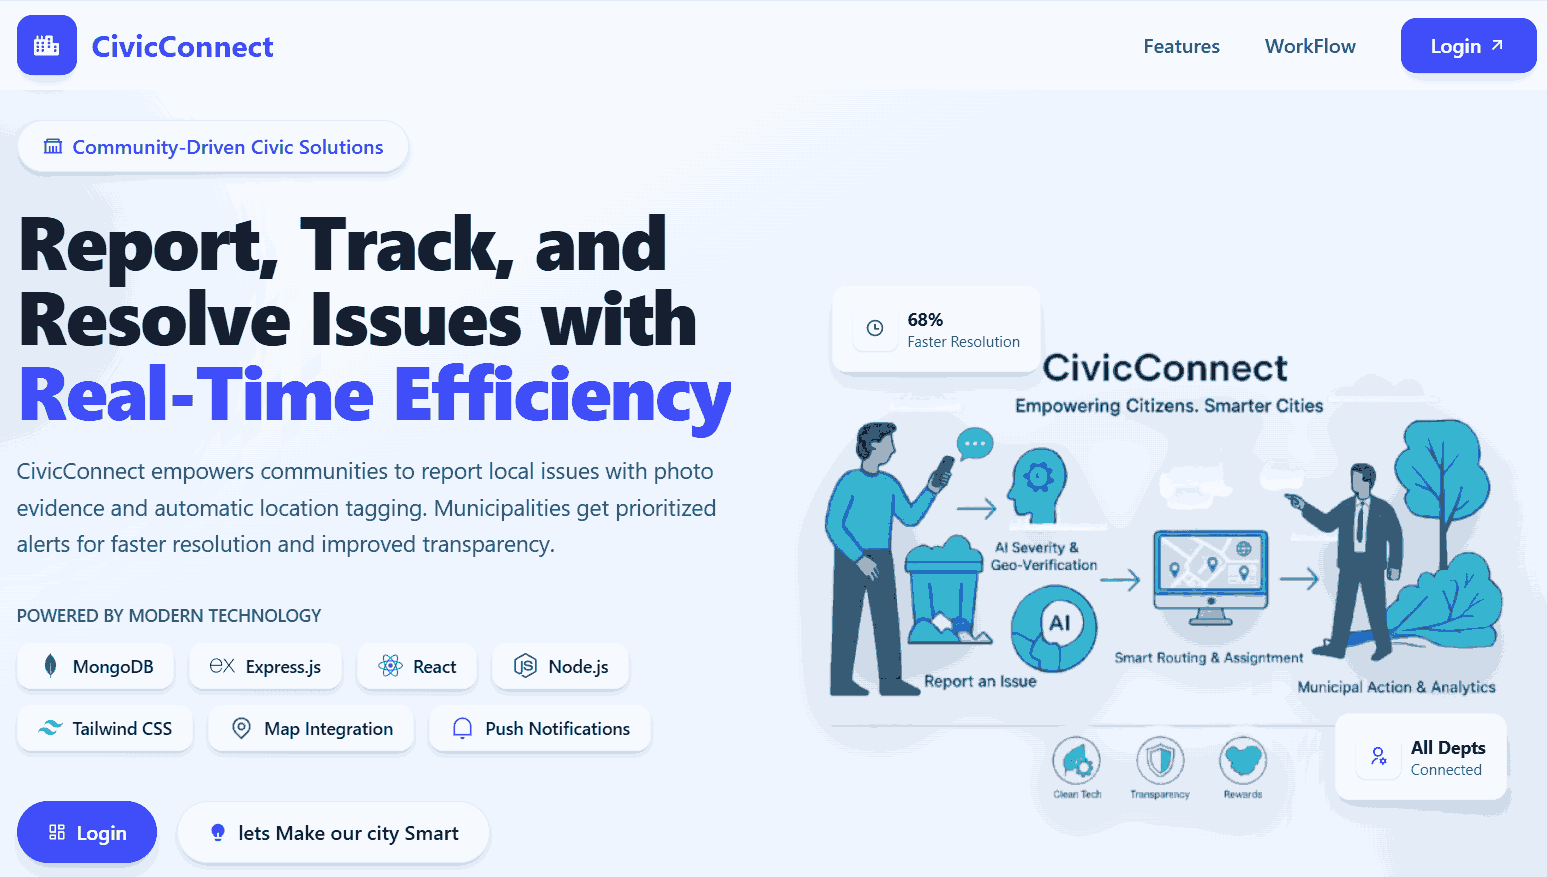 CivicConnect
Features
WorkFlow
Login
Community-Driven Civic Solutions
Report, Track, and
Resolve Issues with
Real-Time Efficiency
CivicConnect empowers communities to report local issues with photo
evidence and automatic location tagging. Municipalities get prioritized
alerts for faster resolution and improved transparency.
POWERED BY MODERN TECHNOLOGY
MongoDB
ex Express.js
React
JS Node.js
Tailwind CSS
Map Integration
Push Notifications
Login
lets Make our city Smart
68%
Faster Resolution
CivicConnect
Empowering Citizens. Smarter Cities
AI Severity &
Geo-Verification
AI
Smart Routing & Assigntment
Report an Issue
Municipal Action & Analytics
Clean Tech
Transparency
Rewards
All Depts
Connected